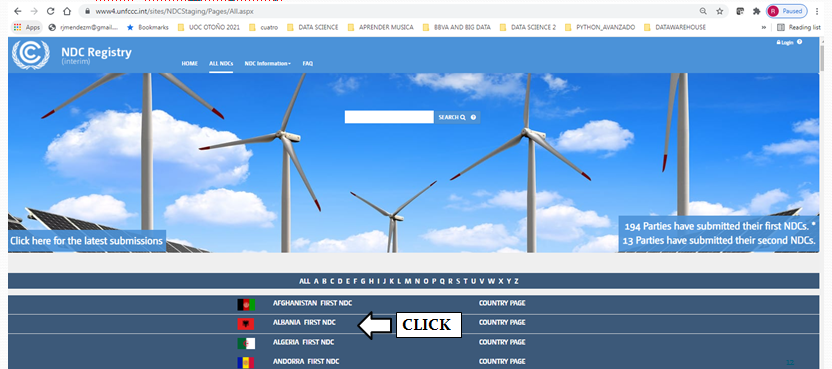 www4.unfccc.int/sites/NDCStaging/Pages/All.aspx
Paused
Apps rjmendezm@gmail.... Bookmarks UOC OTOÑO 2021 cuatro DATA SCIENCE APRENDER MUSICA BBVA AND BIG DATA DATA SCIENCE 2 PYTHON_AVANZADO DATAWAREHOUSE » Reading list
NDC Registry
(interim)
Login
HOME ALL NDCs NDC Information FAQ
SEARCH
Click here for the latest submissions
194 Parties have submitted their first NDCs. *
13 Parties have submitted their second NDCs.
ALL A B C D E F G H I J K L M N O P Q R S T U V W X Y Z
AFGHANISTAN FIRST NDC COUNTRY PAGE
ALBANIA FIRST NDC COUNTRY PAGE
CLICK
ALGERIA FIRST NDC COUNTRY PAGE
ANDORRA FIRST NDC COUNTRY PAGE